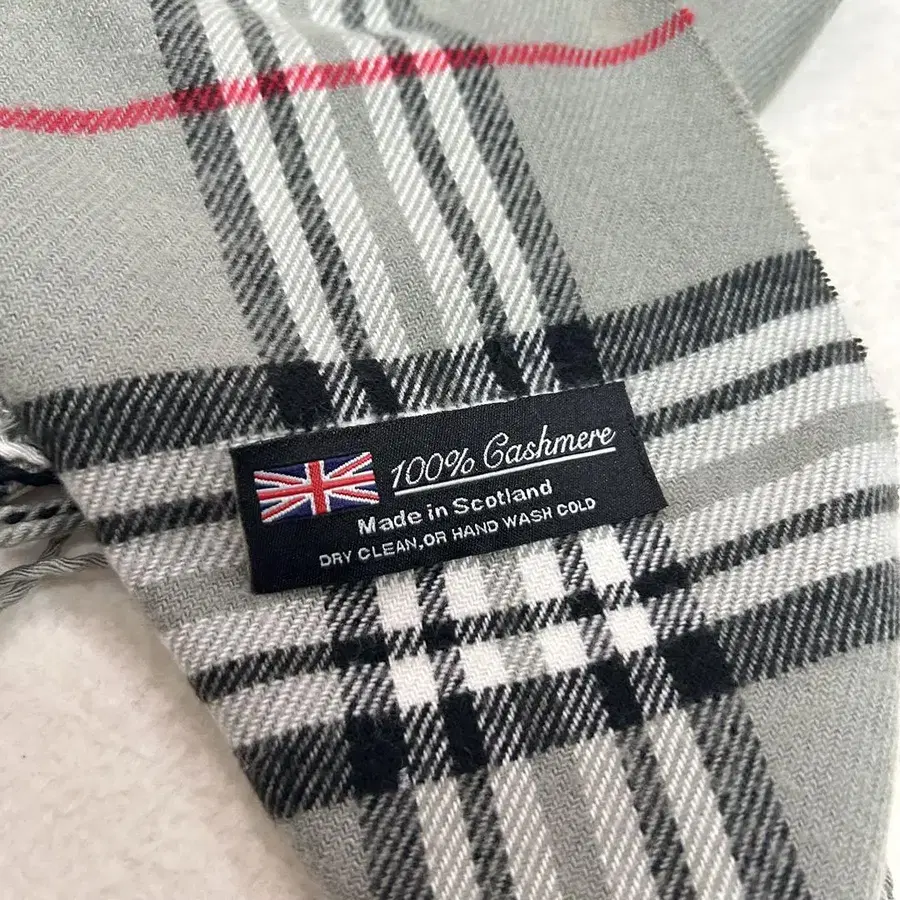 100% Cashmere
Made in Scotland
DRY CLEAN,OR HAND WASH COLD